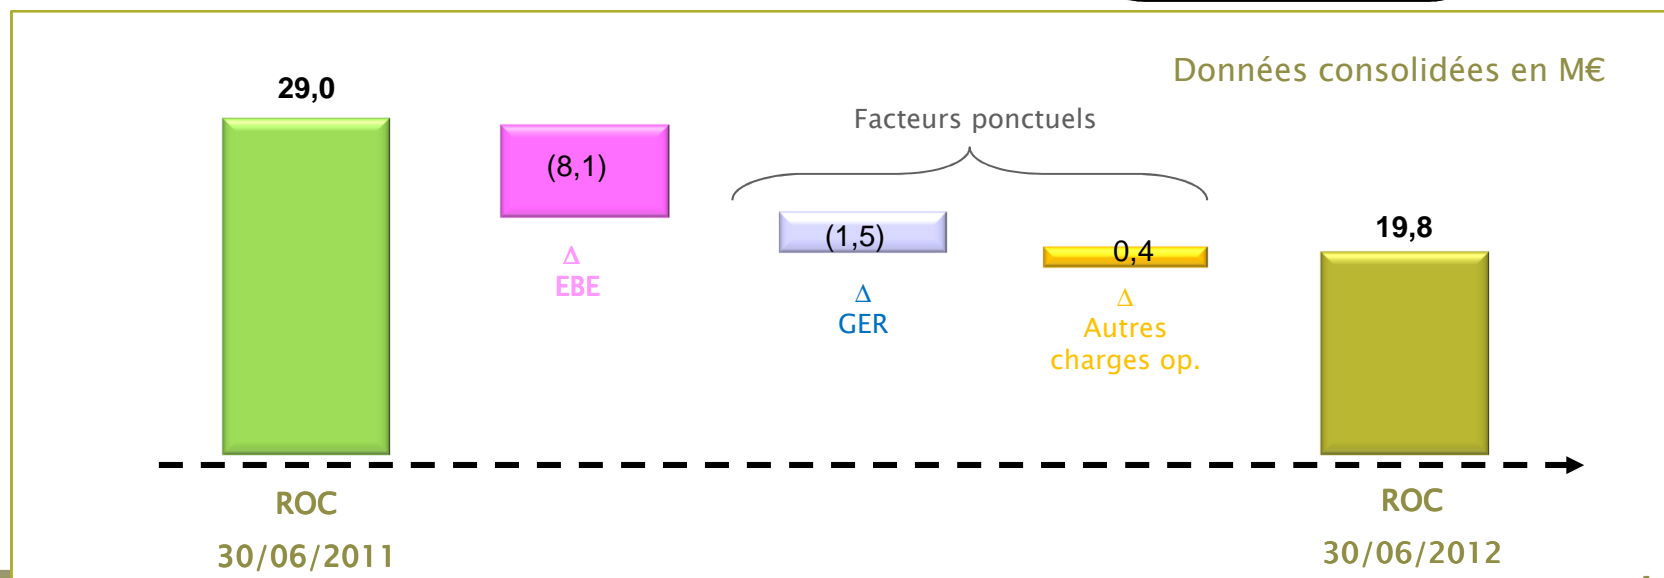 Données consolidées en M€
29,0
Facteurs ponctuels
(8,1)
(1,5)
0,4
19,8
Δ
EBE
Δ
GER
Δ
Autres
charges op.
ROC
30/06/2011
ROC
30/06/2012